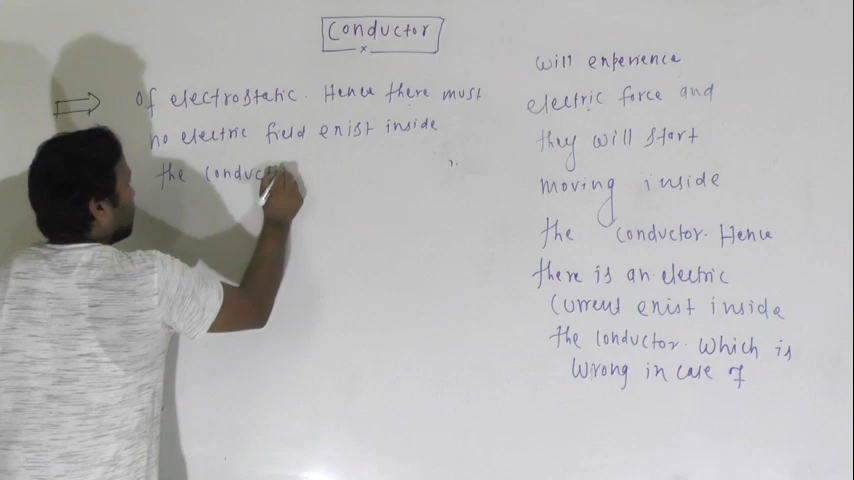 Conductor
of electrostatic. Hence there must
no electric field exist inside
the conduct
will experience
electric force and
they will start
moving inside
the conductor. Hence
there is an electric
current exist inside
the conductor. Which is
wrong in case of